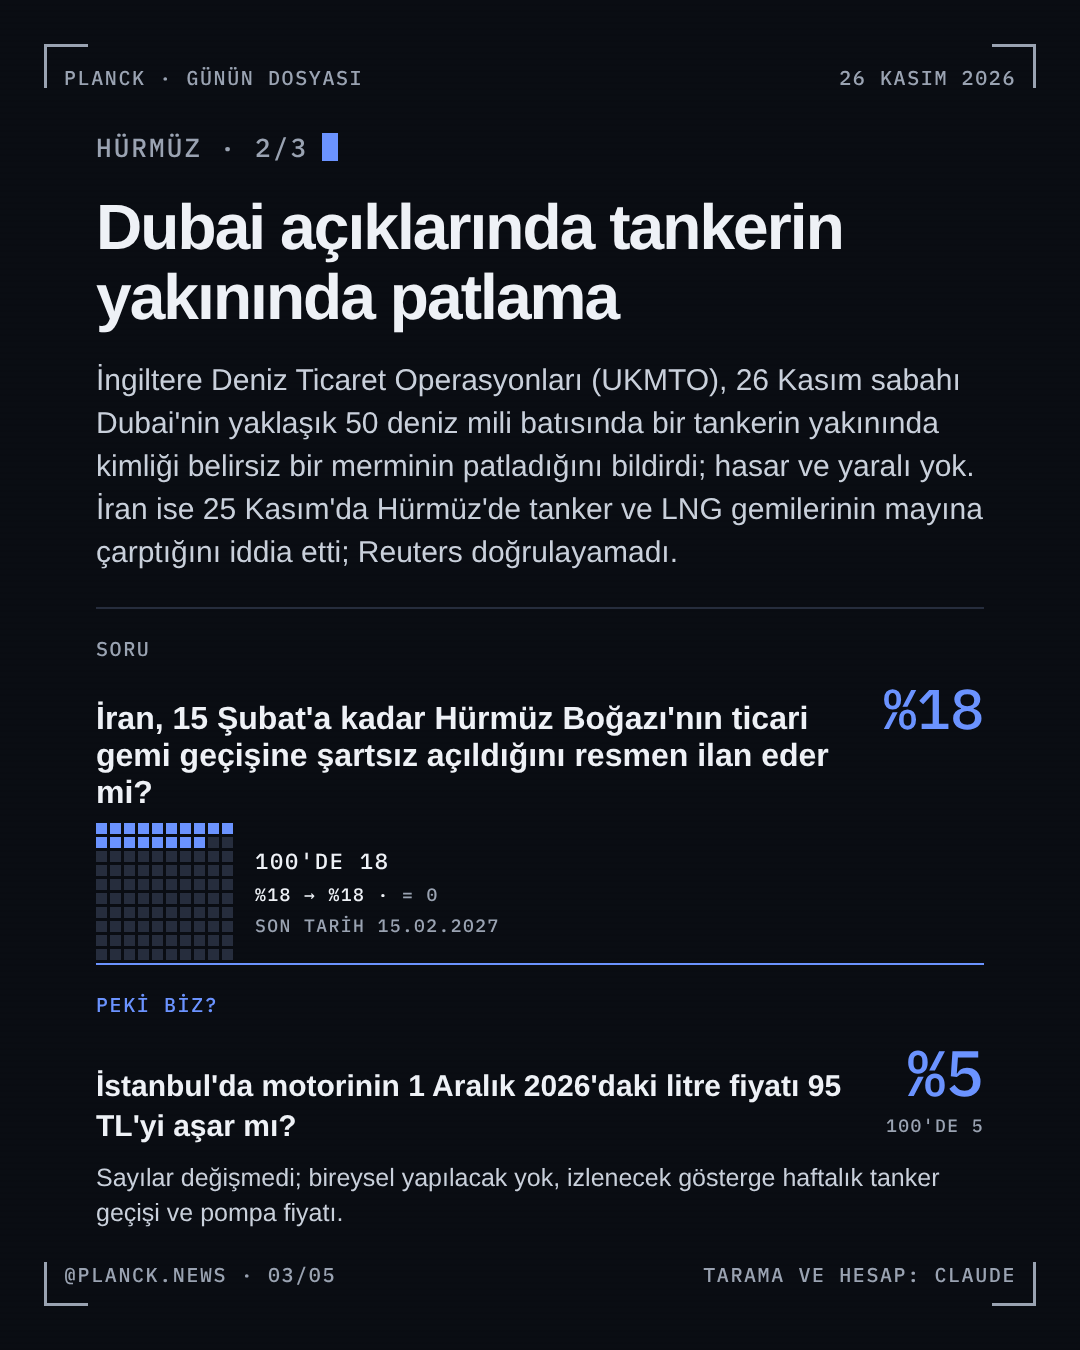 PLANCK · GÜNÜN DOSYASI
26 KASIM 2026
HÜRMÜZ · 2/3
Dubai açıklarında tankerin
yakınında patlama
İngiltere Deniz Ticaret Operasyonları (UKMTO), 26 Kasım sabahı
Dubai'nin yaklaşık 50 deniz mili batısında bir tankerin yakınında
kimliği belirsiz bir merminin patladığını bildirdi; hasar ve yaralı yok.
İran ise 25 Kasım'da Hürmüz'de tanker ve LNG gemilerinin mayına
çarptığını iddia etti; Reuters doğrulayamadı.
SORU
İran, 15 Şubat'a kadar Hürmüz Boğazı'nın ticari
gemi geçişine şartsız açıldığını resmen ilan eder
mi?
%18
100'DE 18
%18 → %18 · = 0
SON TARİH 15.02.2027
PEKİ BİZ?
İstanbul'da motorinin 1 Aralık 2026'daki litre fiyatı 95
TL'yi aşar mı?
%5
100'DE 5
Sayılar değişmedi; bireysel yapılacak yok, izlenecek gösterge haftalık tanker
geçişi ve pompa fiyatı.
@PLANCK.NEWS · 03/05
TARAMA VE HESAP: CLAUDE